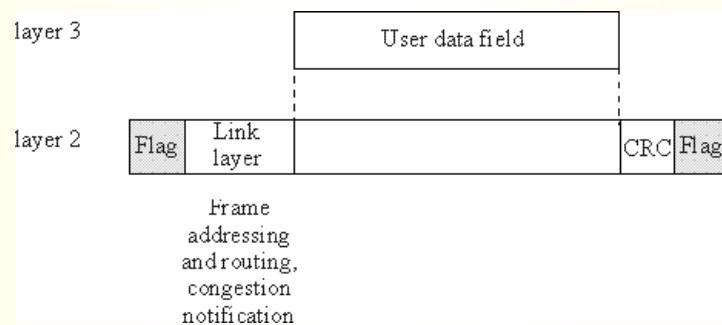 layer 3
User data field
layer 2
Flag
Link
layer
CRC
Flag
Frame
addressing
and routing,
congestion
notification